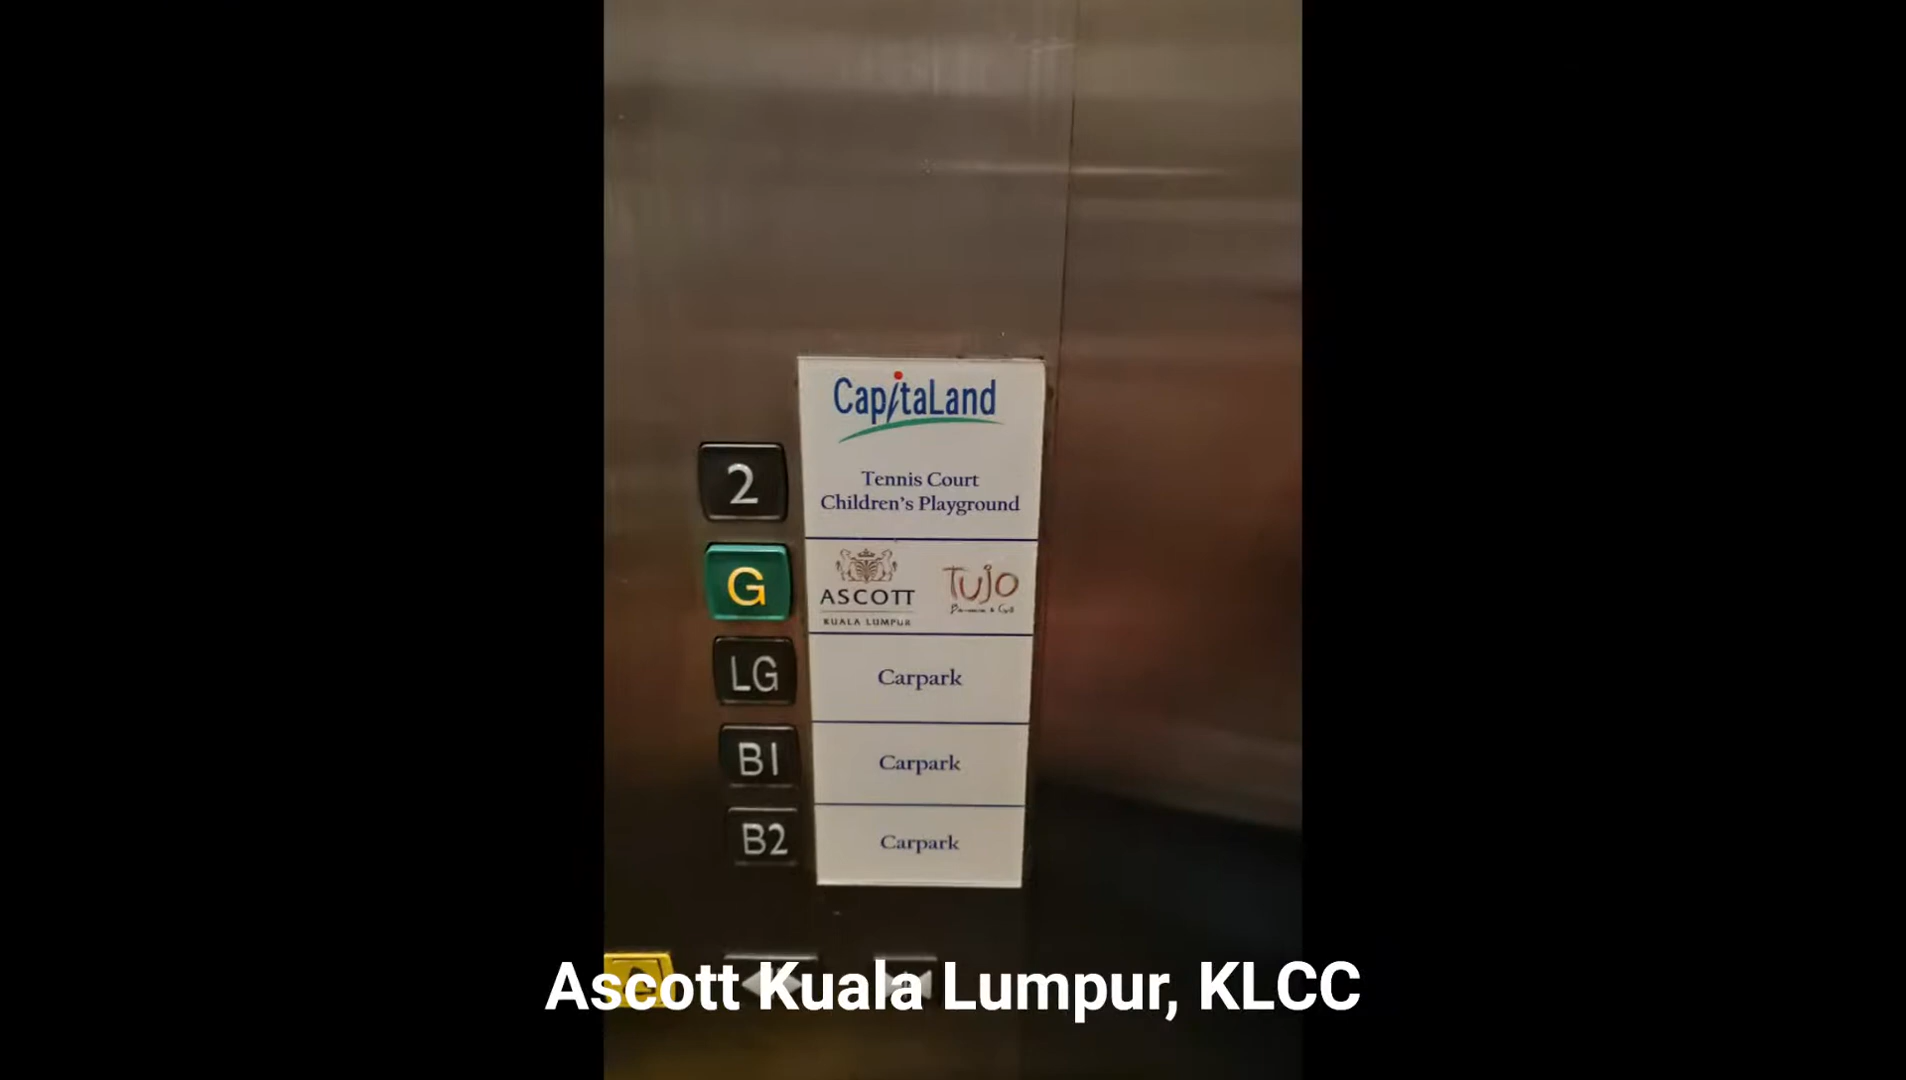 CapitaLand
2
Tennis Court
Children's Playground
G
ASCOTT
KUALA LUMPUR
TUJO
LG
Carpark
B1
Carpark
B2
Carpark
Ascott Kuala Lumpur, KLCC